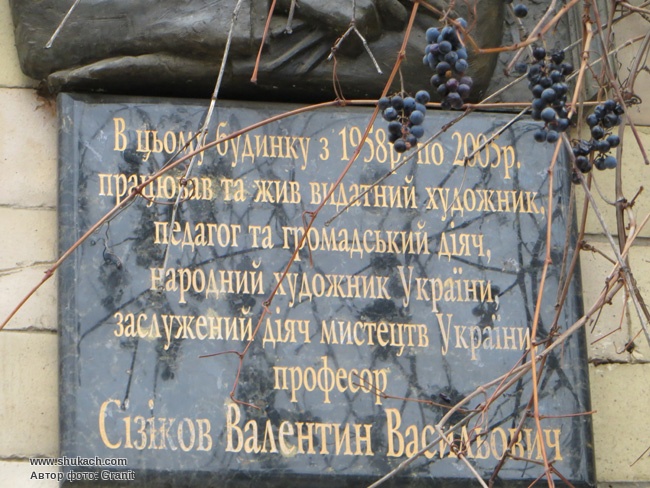 В цьому будинку з 1958р. по 2005р.
працював та жив видатний художник,
педагог та громадський діяч,
народний художник України,
заслужений діяч мистецтв України
професор
Сізіков Валентин Васильович
www.shukach.com
Автор фото: Granit